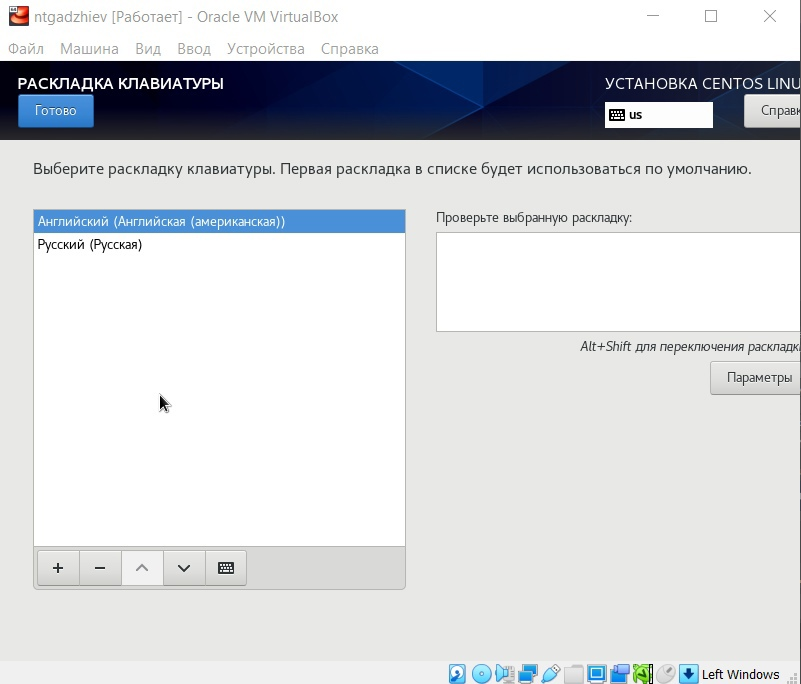 ntgadzhiev [Работает] - Oracle VM VirtualBox
Файл Машина Вид Ввод Устройства Справка
РАСКЛАДКА КЛАВИАТУРЫ
УСТАНОВКА CENTOS LINU
Готово
us
Справк
Выберите раскладку клавиатуры. Первая раскладка в списке будет использоваться по умолчанию.
Английский (Английская (американская))
Русский (Русская)
Проверьте выбранную раскладку:
Alt+Shift для переключения раскладк
Параметры
Left Windows